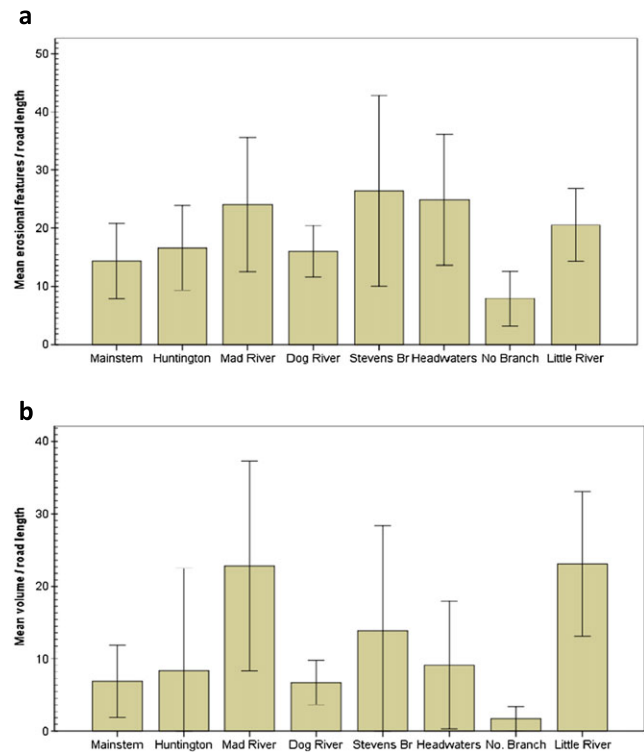 a
Mean erosional features / road length
50
40
30
20
10
0
Mainstem Huntington Mad River Dog River Stevens Br Headwaters No Branch Little River
b
Mean volume / road length
40
30
20
10
0
Mainstem Huntington Mad River Dog River Stevens Br Headwaters No. Branch Little River